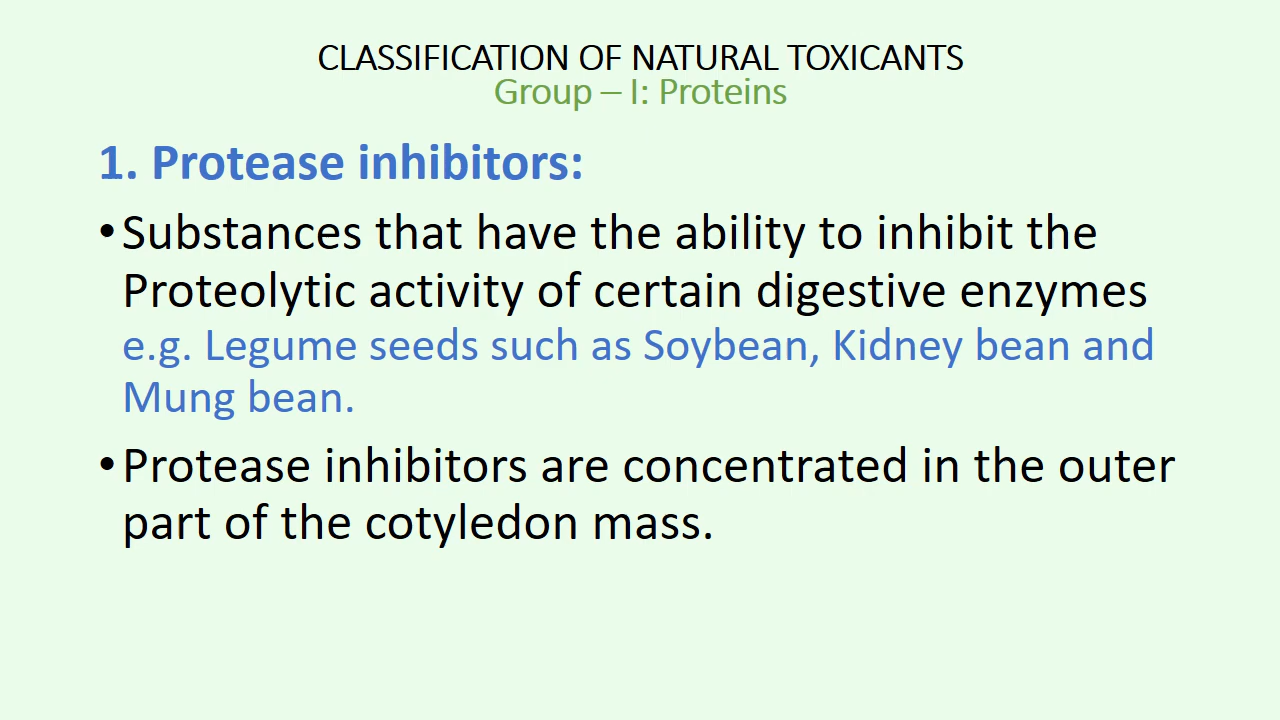 CLASSIFICATION OF NATURAL TOXICANTS
Group – I: Proteins
1. Protease inhibitors:
•Substances that have the ability to inhibit the
Proteolytic activity of certain digestive enzymes
e.g. Legume seeds such as Soybean, Kidney bean and
Mung bean.
•Protease inhibitors are concentrated in the outer
part of the cotyledon mass.